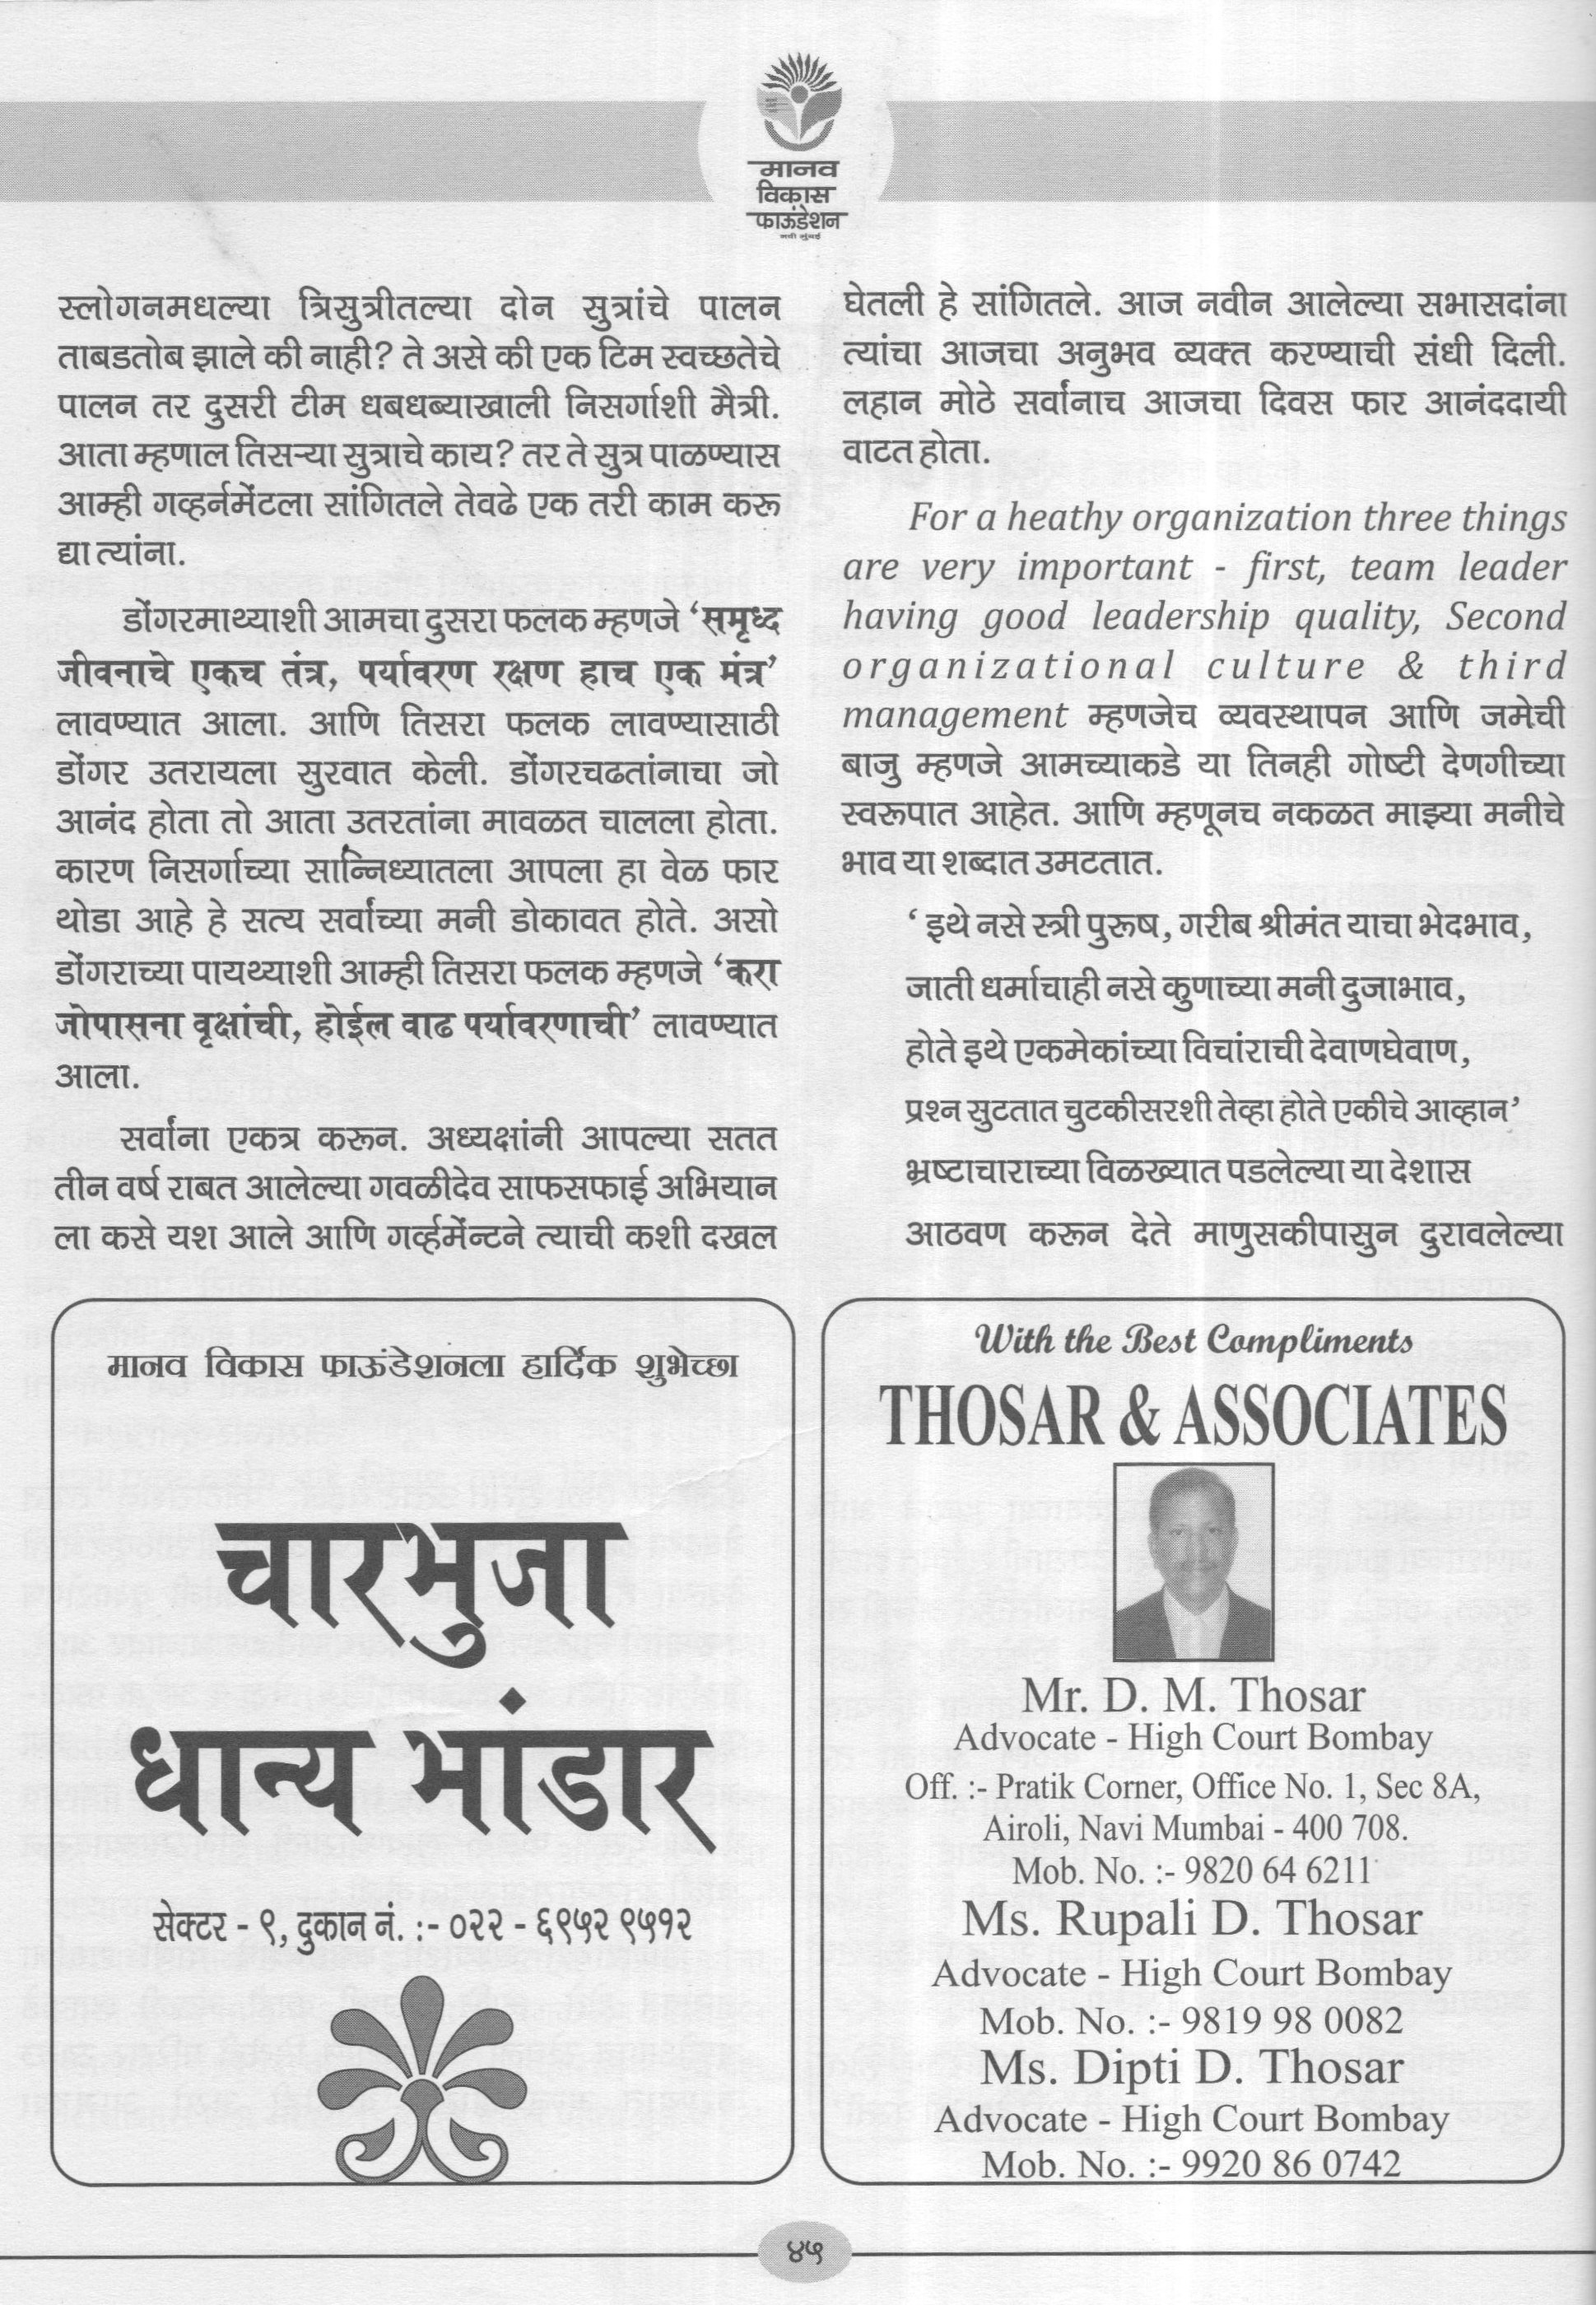 मानव
विकास
फाऊंडेशन
नवी मुंबई
स्लोगनमधल्या त्रिसुत्रीतल्या दोन सुत्रांचे पालन
ताबडतोब झाले की नाही? ते असे की एक टिम स्वच्छतेचे
पालन तर दुसरी टीम धबधब्याखाली निसर्गाशी मैत्री.
आता म्हणाल तिसऱ्या सुत्राचे काय? तर ते सुत्र पाळण्यास
आम्ही गव्हर्नमेंटला सांगितले तेवढे एक तरी काम करू
द्या त्यांना.
डोंगरमाथ्याशी आमचा दुसरा फलक म्हणजे ‘समृध्द
जीवनाचे एकच तंत्र, पर्यावरण रक्षण हाच एक मंत्र’
लावण्यात आला. आणि तिसरा फलक लावण्यासाठी
डोंगर उतरायला सुरवात केली. डोंगरचढतांनाचा जो
आनंद होता तो आता उतरतांना मावळत चालला होता.
कारण निसर्गाच्या सान्निध्यातला आपला हा वेळ फार
थोडा आहे हे सत्य सर्वांच्या मनी डोकावत होते. असो
डोंगराच्या पायथ्याशी आम्ही तिसरा फलक म्हणजे ‘करा
जोपासना वृक्षांची, होईल वाढ पर्यावरणाची’ लावण्यात
आला.
सर्वांना एकत्र करून. अध्यक्षांनी आपल्या सतत
तीन वर्ष राबत आलेल्या गवळीदेव साफसफाई अभियान
ला कसे यश आले आणि गर्व्हमेंन्टने त्याची कशी दखल
घेतली हे सांगितले. आज नवीन आलेल्या सभासदांना
त्यांचा आजचा अनुभव व्यक्त करण्याची संधी दिली.
लहान मोठे सर्वांनाच आजचा दिवस फार आनंददायी
वाटत होता.
For a heathy organization three things
are very important - first, team leader
having good leadership quality, Second
organizational culture & third
management म्हणजेच व्यवस्थापन आणि जमेची
बाजु म्हणजे आमच्याकडे या तिनही गोष्टी देणगीच्या
स्वरूपात आहेत. आणि म्हणूनच नकळत माझ्या मनीचे
भाव या शब्दात उमटतात.
‘ इथे नसे स्त्री पुरूष, गरीब श्रीमंत याचा भेदभाव,
जाती धर्माचाही नसे कुणाच्या मनी दुजाभाव,
होते इथे एकमेकांच्या विचांराची देवाणघेवाण,
प्रश्न सुटतात चुटकीसरशी तेव्हा होते एकीचे आव्हान’
भ्रष्टाचाराच्या विळख्यात पडलेल्या या देशास
आठवण करून देते माणुसकीपासुन दुरावलेल्या
मानव विकास फाऊंडेशनला हार्दिक शुभेच्छा
चारभुजा
धान्य भांडार
सेक्टर - ९, दुकान नं. :- ०२२ - ६९५२ ९५१२
With the Best Compliments
THOSAR & ASSOCIATES
Mr. D. M. Thosar
Advocate - High Court Bombay
Off. :- Pratik Corner, Office No. 1, Sec 8A,
Airoli, Navi Mumbai - 400 708.
Mob. No. :- 9820 64 6211
Ms. Rupali D. Thosar
Advocate - High Court Bombay
Mob. No. :- 9819 98 0082
Ms. Dipti D. Thosar
Advocate - High Court Bombay
Mob. No. :- 9920 86 0742
४५